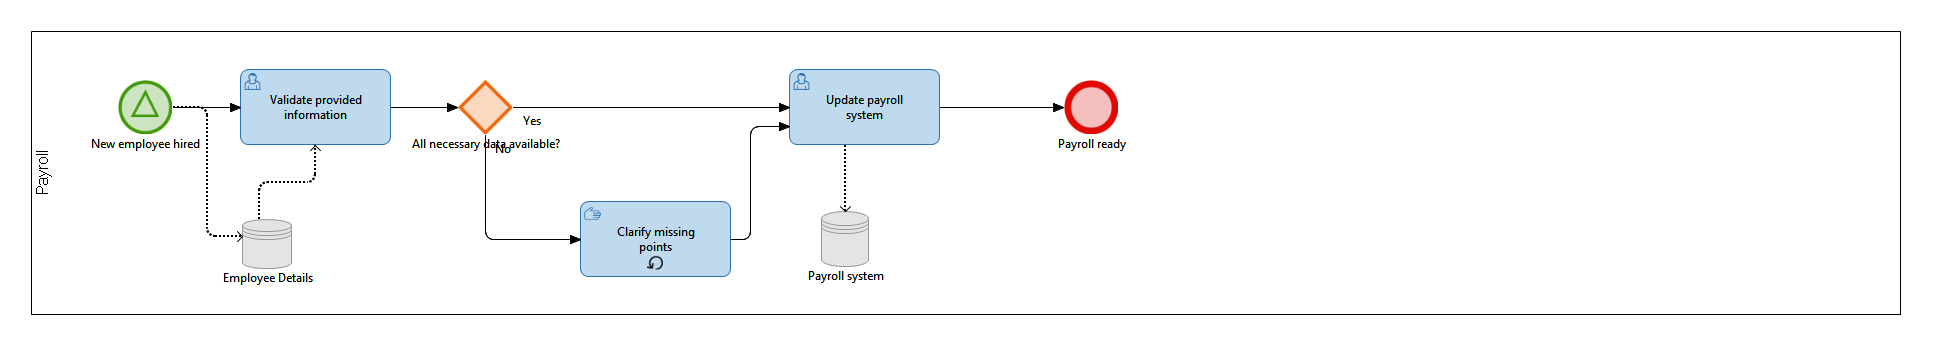 Payroll
New employee hired
Validate provided
information
Employee Details
All necessary data available?
Yes
No
Clarify missing
points
Update payroll
system
Payroll system
Payroll ready